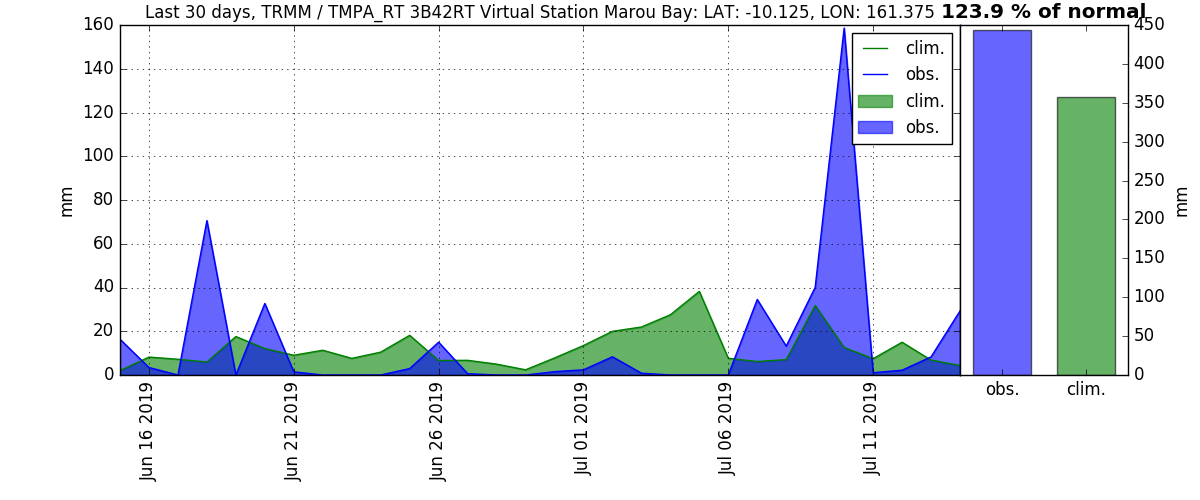 Last 30 days, TRMM / TMPA_RT 3B42RT Virtual Station Marou Bay: LAT: -10.125, LON: 161.375 123.9 % of normal
160
140
120
100
80
60
40
20
0
mm
Jun 16 2019
Jun 21 2019
Jun 26 2019
Jul 01 2019
Jul 06 2019
Jul 11 2019
clim.
obs.
clim.
obs.
450
400
350
300
250
200
150
100
50
0
mm
obs. clim.